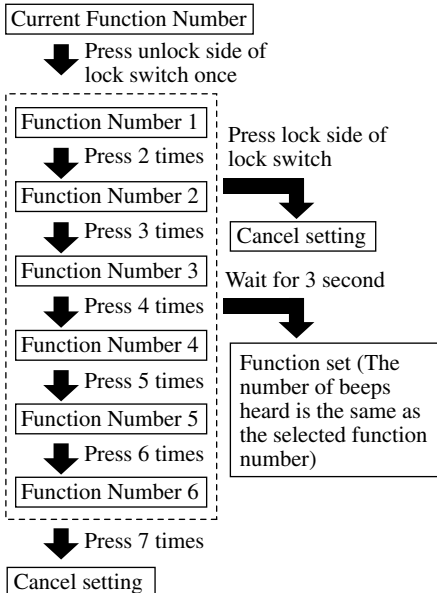 Current Function Number
Press unlock side of
lock switch once
Function Number 1
Press 2 times
Function Number 2
Press 3 times
Function Number 3
Press 4 times
Function Number 4
Press 5 times
Function Number 5
Press 6 times
Function Number 6
Press 7 times
Cancel setting
Press lock side of
lock switch
Cancel setting
Wait for 3 second
Function set (The
number of beeps
heard is the same as
the selected function
number)